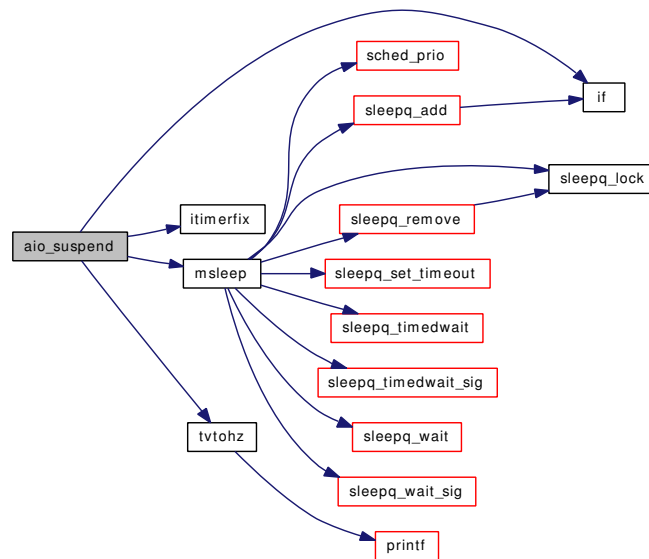 sched_prio
sleepq_add
if
sleepq_lock
itimerfix
sleepq_remove
aio_suspend
msleep
sleepq_set_timeout
sleepq_timedwait
sleepq_timedwait_sig
tvtohz
sleepq_wait
sleepq_wait_sig
printf